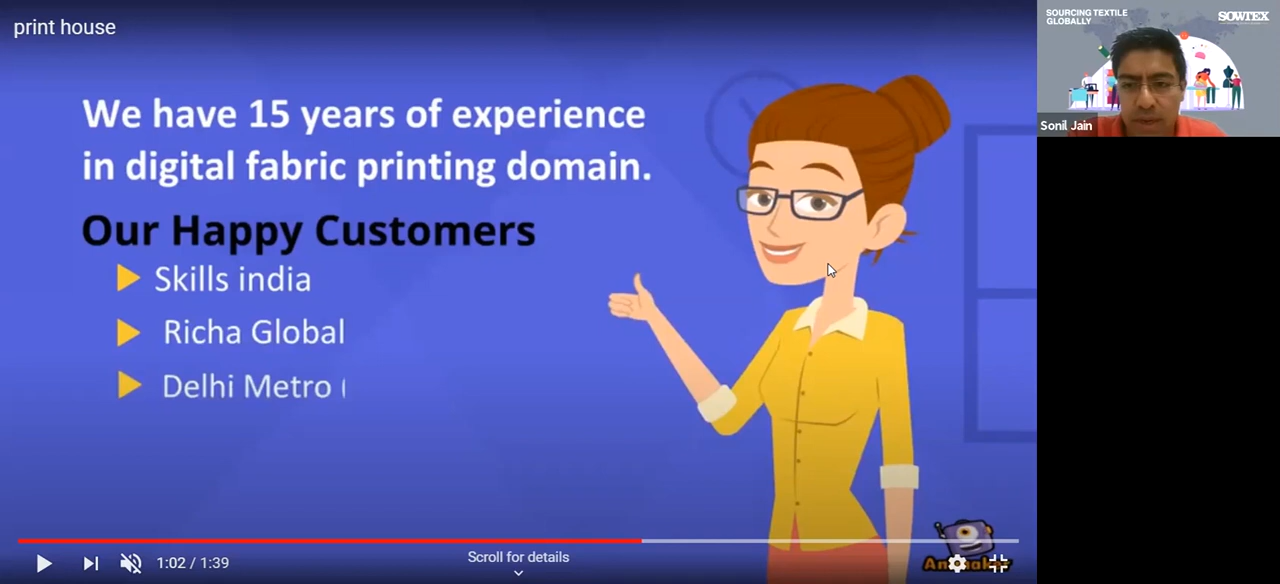 print house
We have 15 years of experience
in digital fabric printing domain.
Our Happy Customers
Skills india
Richa Global
Delhi Metro
1:02 / 1:39
Scroll for details
SOURCING TEXTILE
GLOBALLY
SOWTEX
Sonil Jain